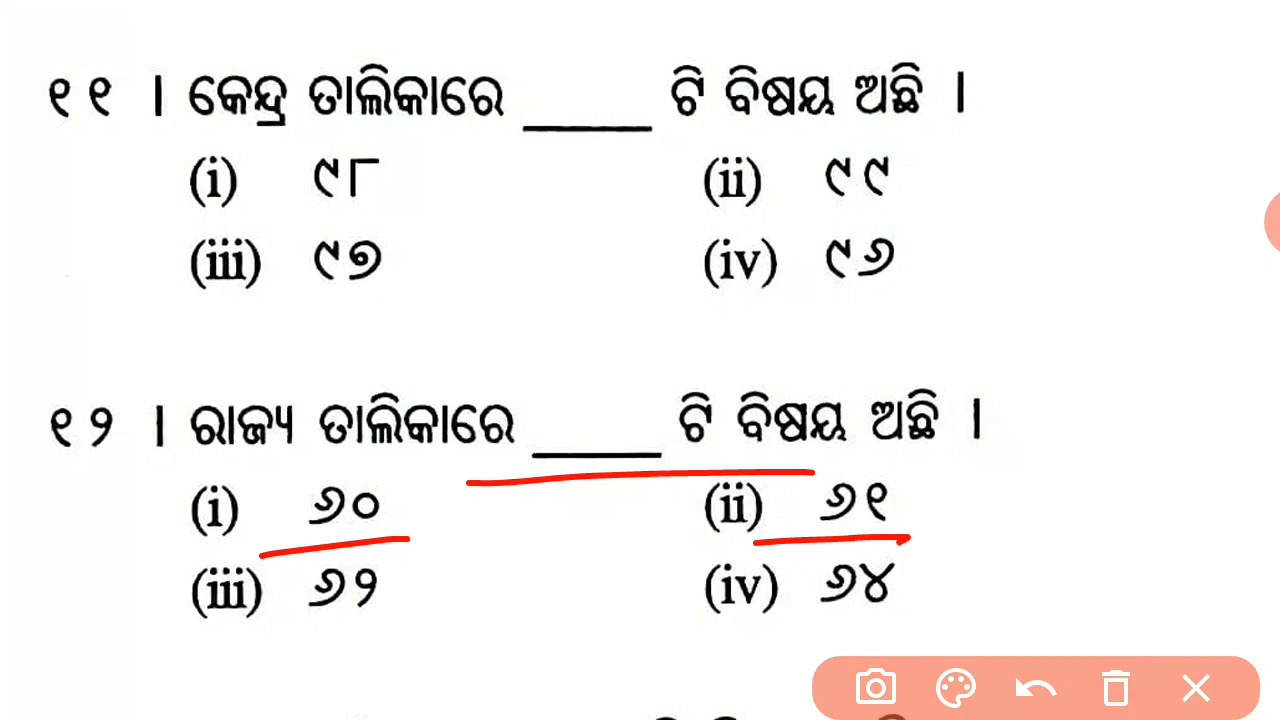 ୧୧ । କେନ୍ଦ୍ର ତାଲିକାରେ _____ ଟି ବିଷୟ ଅଛି ।
(i) ୯୮ (ii) ୯୯
(iii) ୯୭ (iv) ୯୬
୧୨ । ରାଜ୍ୟ ତାଲିକାରେ _____ ଟି ବିଷୟ ଅଛି ।
(i) ୬୦ (ii) ୬୧
(iii) ୬୨ (iv) ୬୪